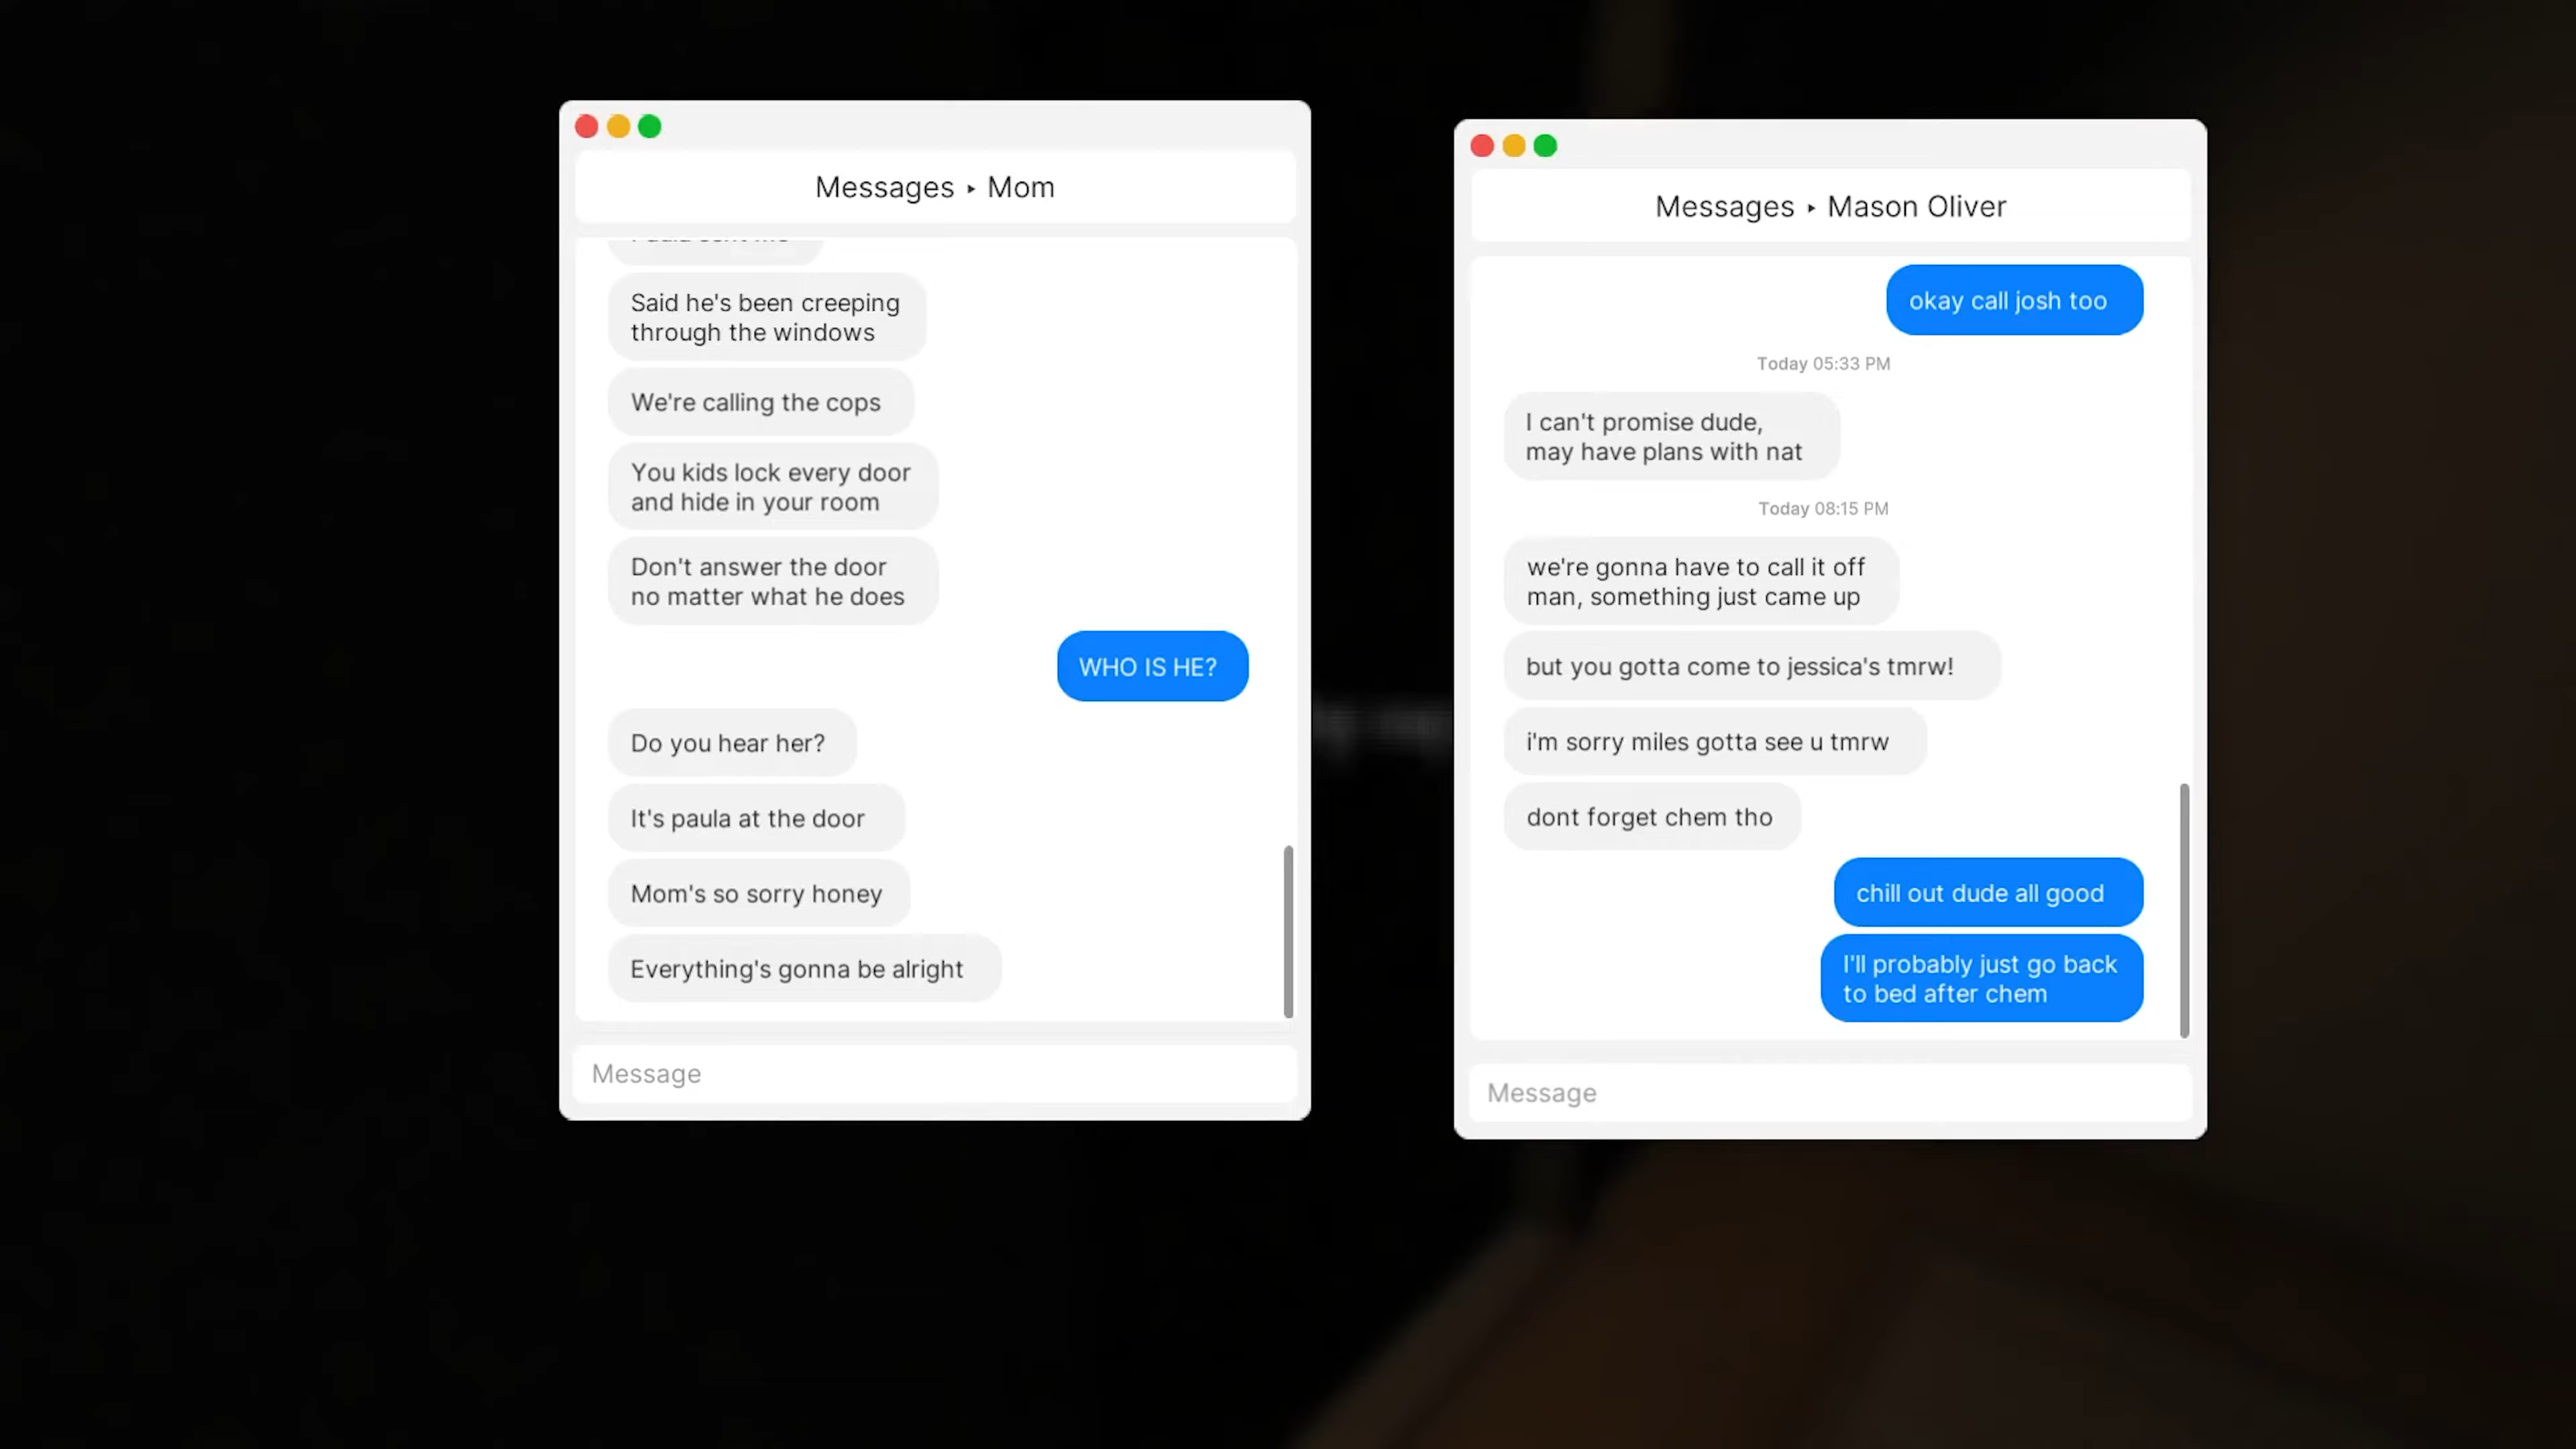 Messages ▸ Mom
Said he's been creeping
through the windows
We're calling the cops
You kids lock every door
and hide in your room
Don't answer the door
no matter what he does
WHO IS HE?
Do you hear her?
It's paula at the door
Mom's so sorry honey
Everything's gonna be alright
Message
Messages ▸ Mason Oliver
okay call josh too
Today 05:33 PM
I can't promise dude,
may have plans with nat
Today 08:15 PM
we're gonna have to call it off
man, something just came up
but you gotta come to jessica's tmrw!
i'm sorry miles gotta see u tmrw
dont forget chem tho
chill out dude all good
I'll probably just go back
to bed after chem
Message